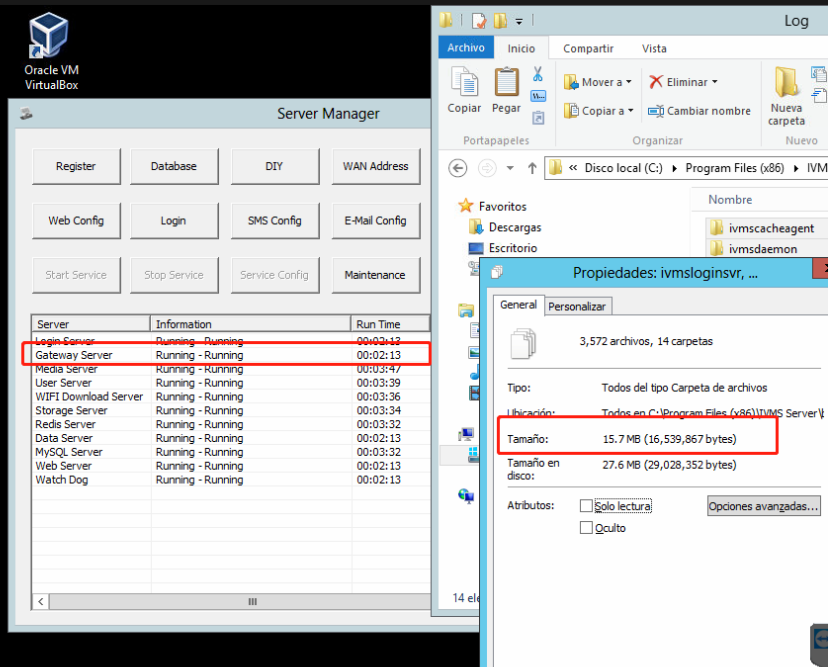 Oracle VM
VirtualBox
Server Manager
Register
Database
DIY
WAN Address
Web Config
Login
SMS Config
E-Mail Config
Start Service
Stop Service
Service Config
Maintenance
Server Information Run Time
Login Server Running - Running 00:02:13
Gateway Server Running - Running 00:02:13
Media Server Running - Running 00:03:47
User Server Running - Running 00:03:39
WIFI Download Server Running - Running 00:03:36
Storage Server Running - Running 00:03:34
Redis Server Running - Running 00:03:32
Data Server Running - Running 00:02:13
MySQL Server Running - Running 00:03:32
Web Server Running - Running 00:02:13
Watch Dog Running - Running 00:02:13
Log
Archivo Inicio Compartir Vista
Copiar
Pegar
Mover a
Copiar a
Eliminar
Cambiar nombre
Nueva
carpeta
Portapapeles
Organizar
Nuevo
« Disco local (C:) Program Files (x86) IVM
Favoritos
Descargas
Escritorio
Nombre
ivmscacheagent
ivmsdaemon
14 ele
Propiedades: ivmsloginsvr, ...
General Personalizar
3,572 archivos, 14 carpetas
Tipo: Todos del tipo Carpeta de archivos
Ubicación: Todos en C:\Program Files (x86)\IVMS Server\b
Tamaño: 15.7 MB (16,539,867 bytes)
Tamaño en
disco:
27.6 MB (29,028,352 bytes)
Atributos: Solo lectura
Opciones avanzadas...
Oculto